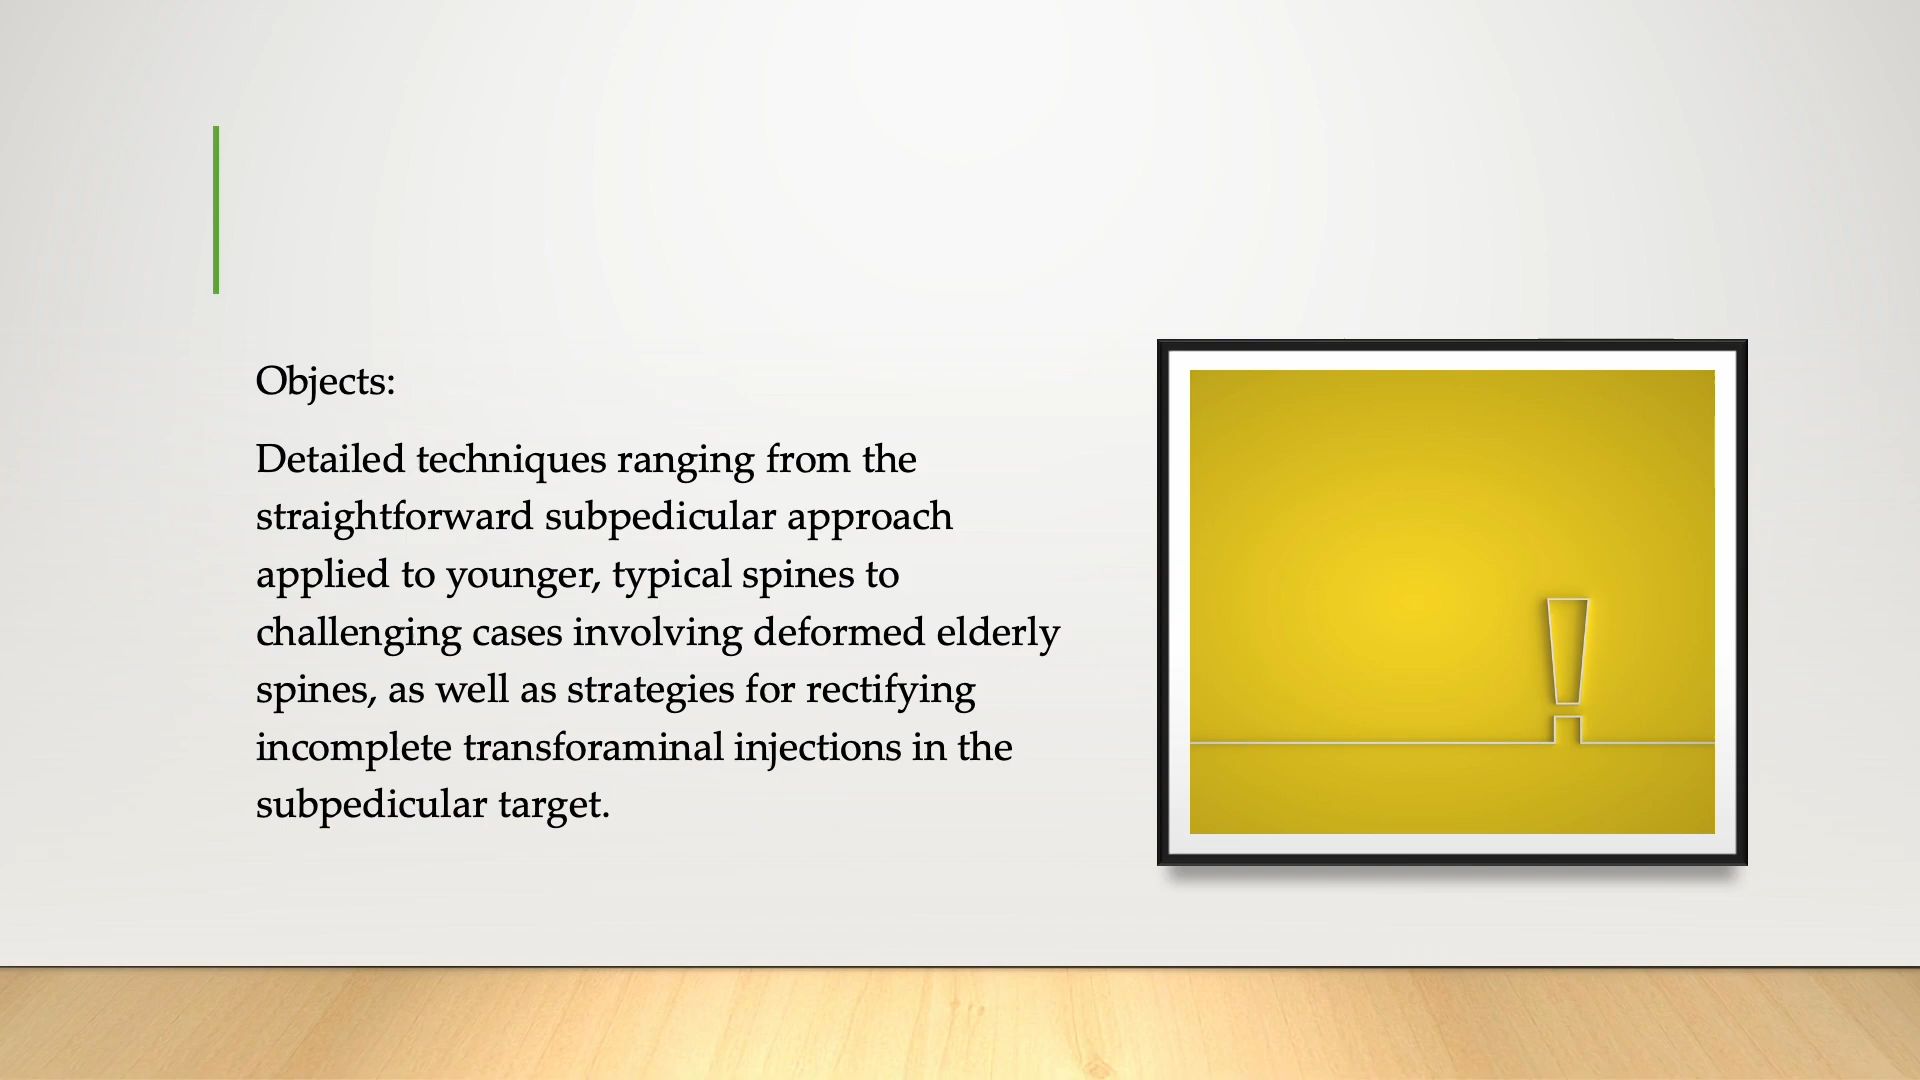 Objects:
Detailed techniques ranging from the
straightforward subpedicular approach
applied to younger, typical spines to
challenging cases involving deformed elderly
spines, as well as strategies for rectifying
incomplete transforaminal injections in the
subpedicular target.
!